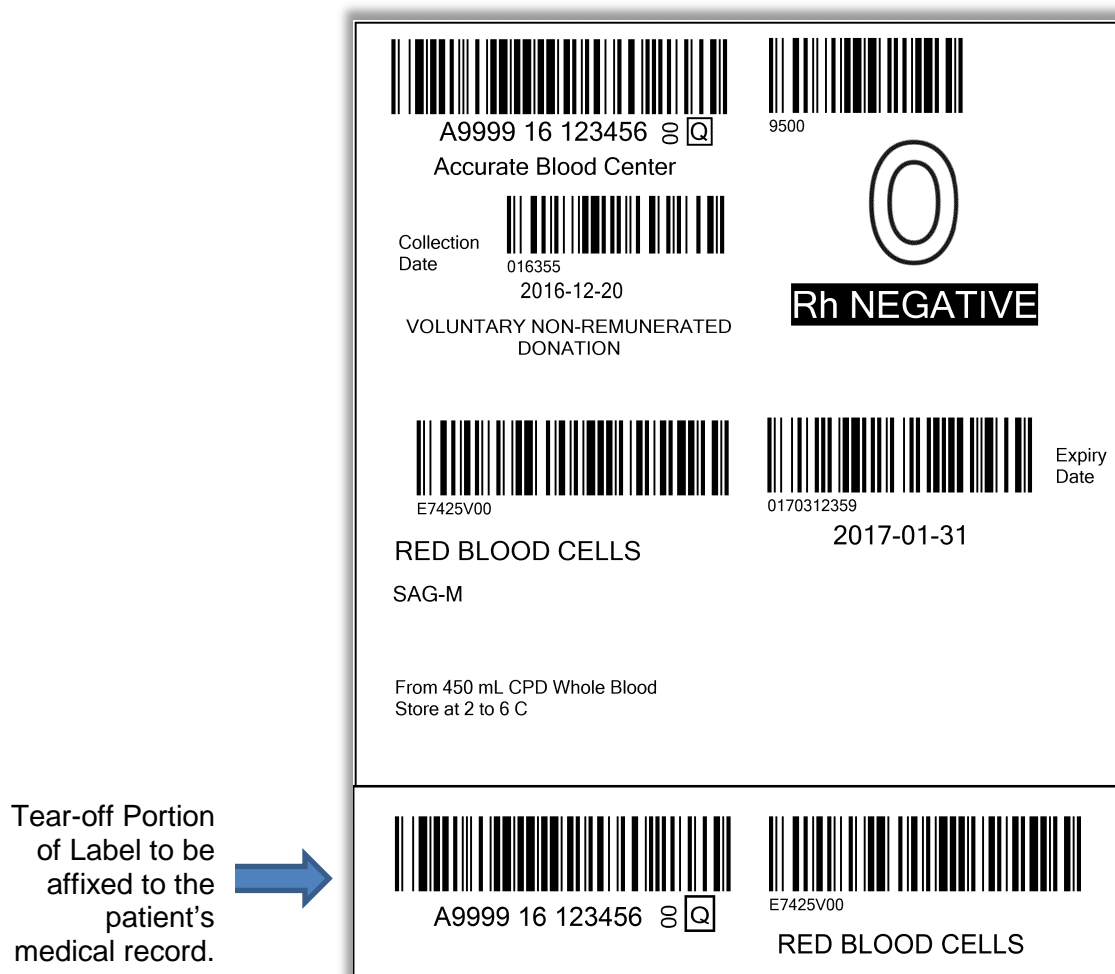 A9999 16 123456 00 Q
Accurate Blood Center
Collection
Date
016355
2016-12-20
VOLUNTARY NON-REMUNERATED
DONATION
9500
O
Rh NEGATIVE
E7425V00
RED BLOOD CELLS
SAG-M
0170312359
2017-01-31
Expiry
Date
From 450 mL CPD Whole Blood
Store at 2 to 6 C
Tear-off Portion
of Label to be
affixed to the
patient's
medical record.
A9999 16 123456 00 Q
E7425V00
RED BLOOD CELLS